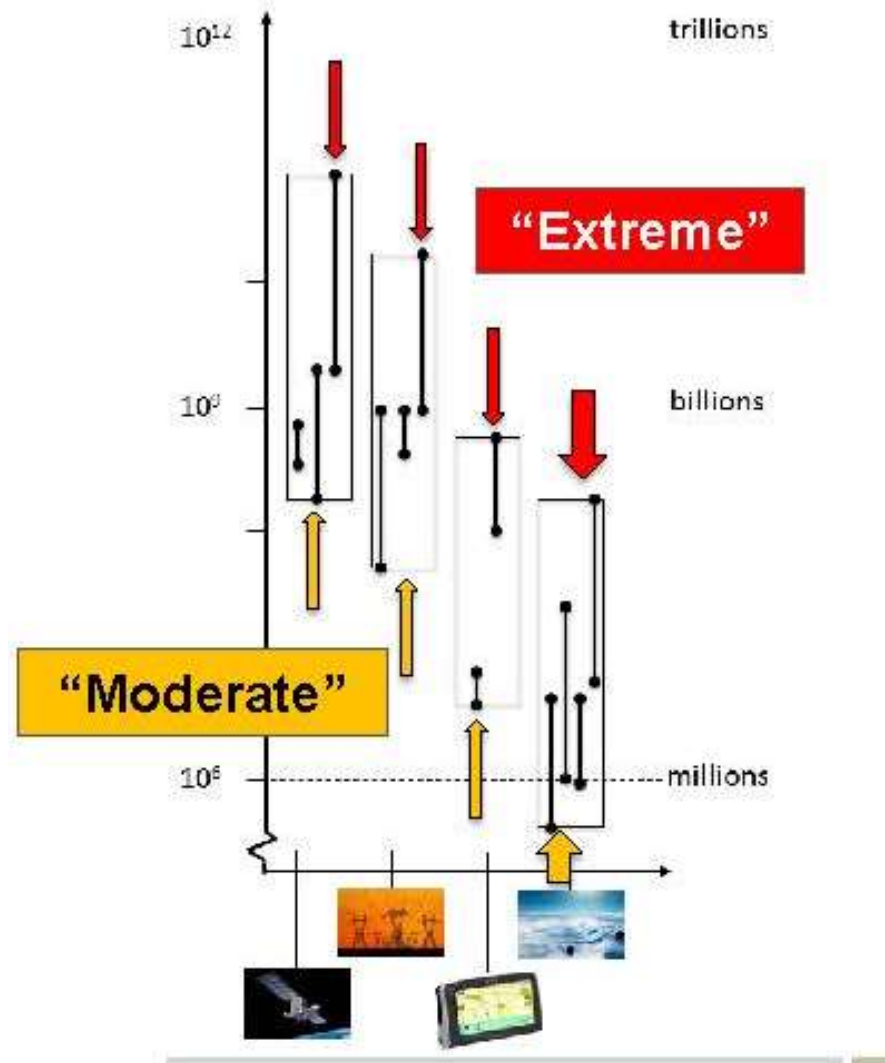 10¹² trillions
"Extreme"
10⁹ billions
"Moderate"
10⁶ millions